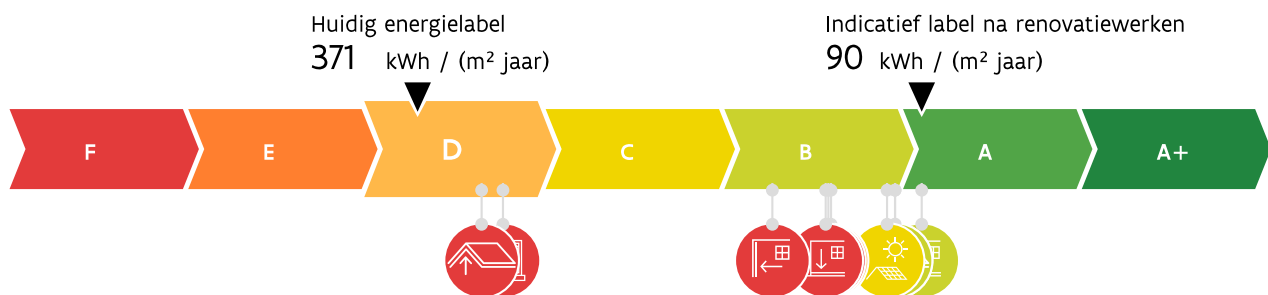 Huidig energielabel
371 kWh / (m² jaar)
Indicatief label na renovatiewerken
90 kWh / (m² jaar)
F E D C B A A+